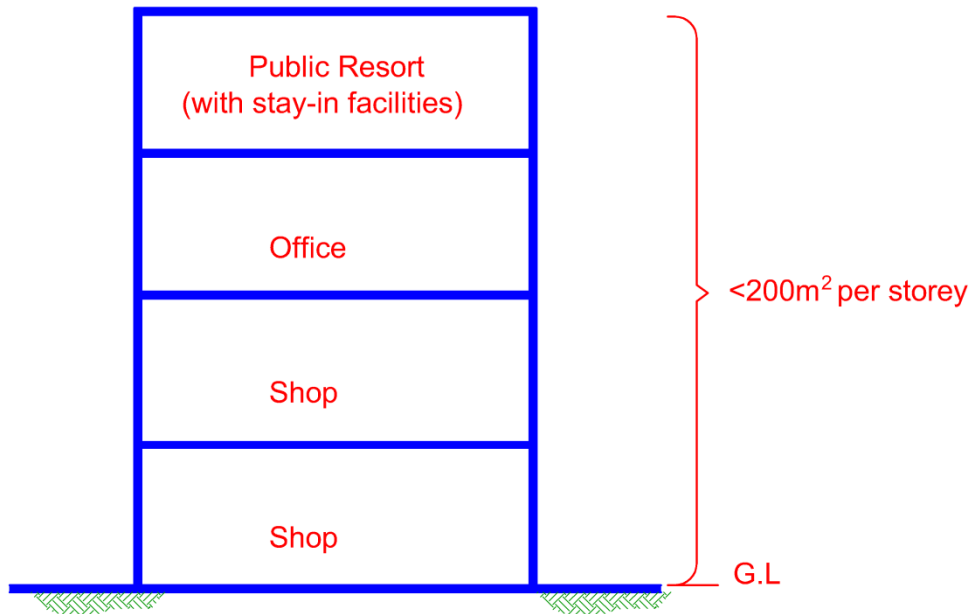 Public Resort
(with stay-in facilities)
Office
<200m² per storey
Shop
Shop
G.L